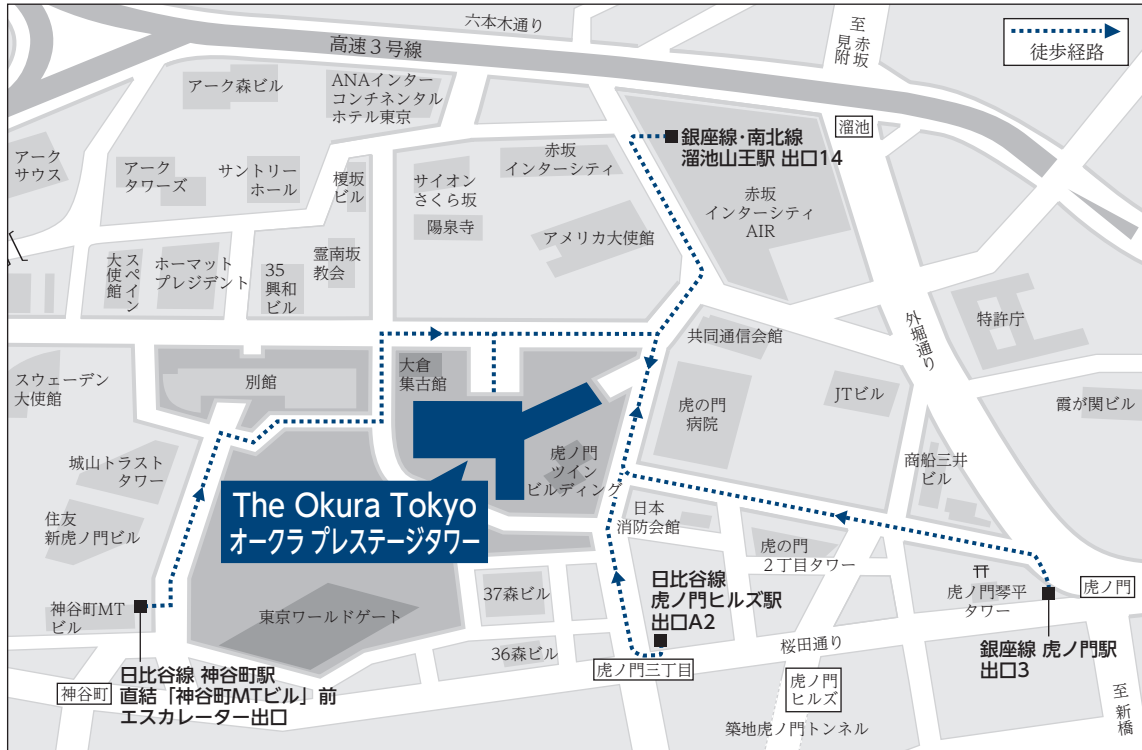 六本木通り
高速3号線
至
赤坂
見附
徒歩経路
アーク森ビル
ANAインター
コンチネンタル
ホテル東京
溜池
銀座線・南北線
溜池山王駅 出口14
アーク
サウス
アーク
タワーズ
サントリー
ホール
榎坂
ビル
サイオン
さくら坂
陽泉寺
赤坂
インターシティ
赤坂
インターシティ
AIR
アメリカ大使館
スペイン
大使館
ホーマット
プレジデント
35
興和
ビル
霊南坂
教会
外堀通り
特許庁
共同通信会館
スウェーデン
大使館
別館
大倉
集古館
虎の門
病院
JTビル
霞が関ビル
城山トラスト
タワー
虎ノ門
ツイン
ビルディング
商船三井
ビル
The Okura Tokyo
オークラ プレステージタワー
住友
新虎ノ門ビル
日本
消防会館
虎の門
2丁目タワー
虎ノ門琴平
タワー
虎ノ門
神谷町MT
ビル
東京ワールドゲート
37森ビル
36森ビル
日比谷線
虎ノ門ヒルズ駅
出口A2
虎ノ門三丁目
桜田通り
銀座線 虎ノ門駅
出口3
神谷町
日比谷線 神谷町駅
直結「神谷町MTビル」前
エスカレーター出口
虎ノ門
ヒルズ
築地虎ノ門トンネル
至
新橋